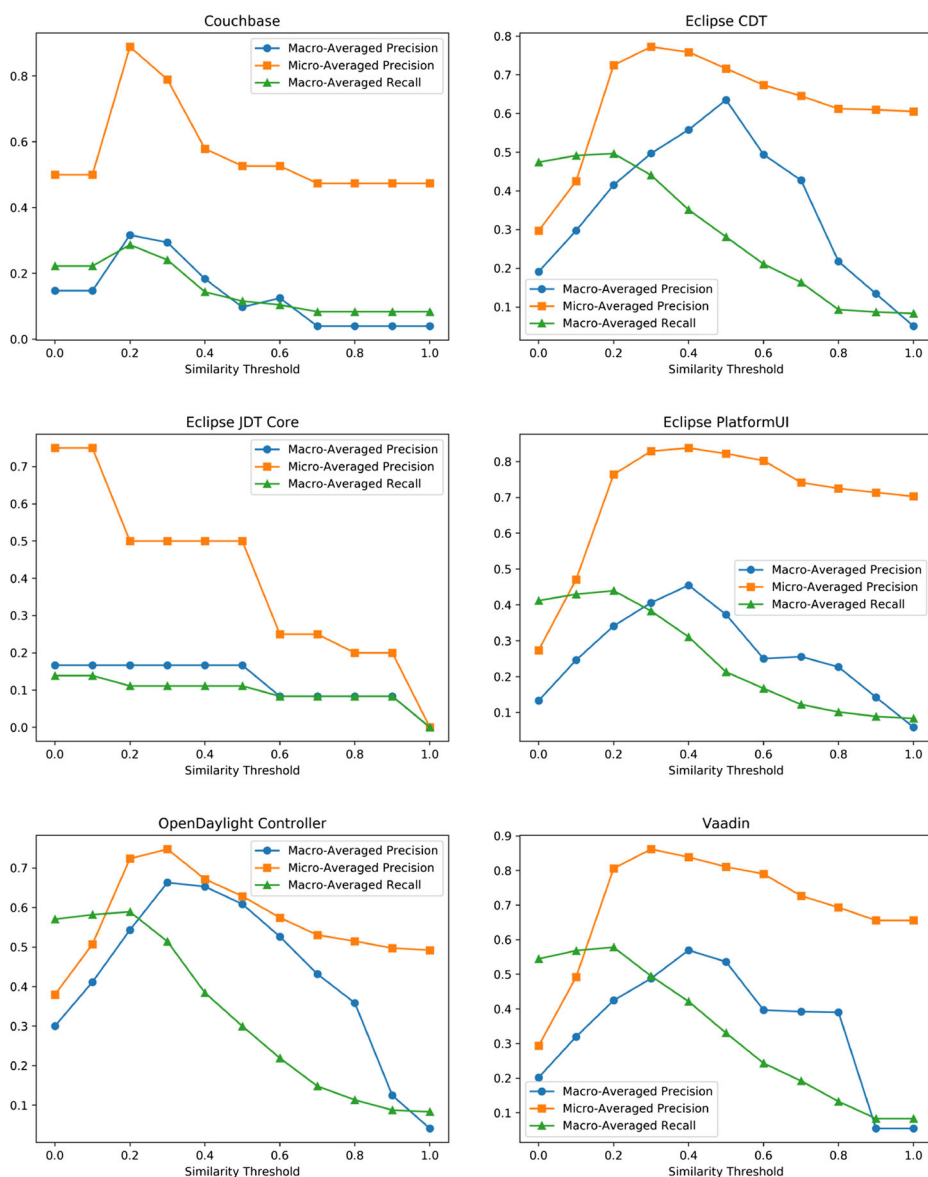 Couchbase
Macro-Averaged Precision
Micro-Averaged Precision
Macro-Averaged Recall
0.8
0.6
0.4
0.2
0.0
0.0 0.2 0.4 0.6 0.8 1.0
Similarity Threshold
Eclipse CDT
0.8
0.7
0.6
0.5
0.4
0.3
0.2
0.1
Macro-Averaged Precision
Micro-Averaged Precision
Macro-Averaged Recall
0.0 0.2 0.4 0.6 0.8 1.0
Similarity Threshold
Eclipse JDT Core
Macro-Averaged Precision
Micro-Averaged Precision
Macro-Averaged Recall
0.7
0.6
0.5
0.4
0.3
0.2
0.1
0.0
0.0 0.2 0.4 0.6 0.8 1.0
Similarity Threshold
Eclipse PlatformUI
0.8
0.7
0.6
0.5
0.4
0.3
0.2
0.1
Macro-Averaged Precision
Micro-Averaged Precision
Macro-Averaged Recall
0.0 0.2 0.4 0.6 0.8 1.0
Similarity Threshold
OpenDaylight Controller
Macro-Averaged Precision
Micro-Averaged Precision
Macro-Averaged Recall
0.7
0.6
0.5
0.4
0.3
0.2
0.1
0.0 0.2 0.4 0.6 0.8 1.0
Similarity Threshold
Vaadin
0.9
0.8
0.7
0.6
0.5
0.4
0.3
0.2
0.1
Macro-Averaged Precision
Micro-Averaged Precision
Macro-Averaged Recall
0.0 0.2 0.4 0.6 0.8 1.0
Similarity Threshold